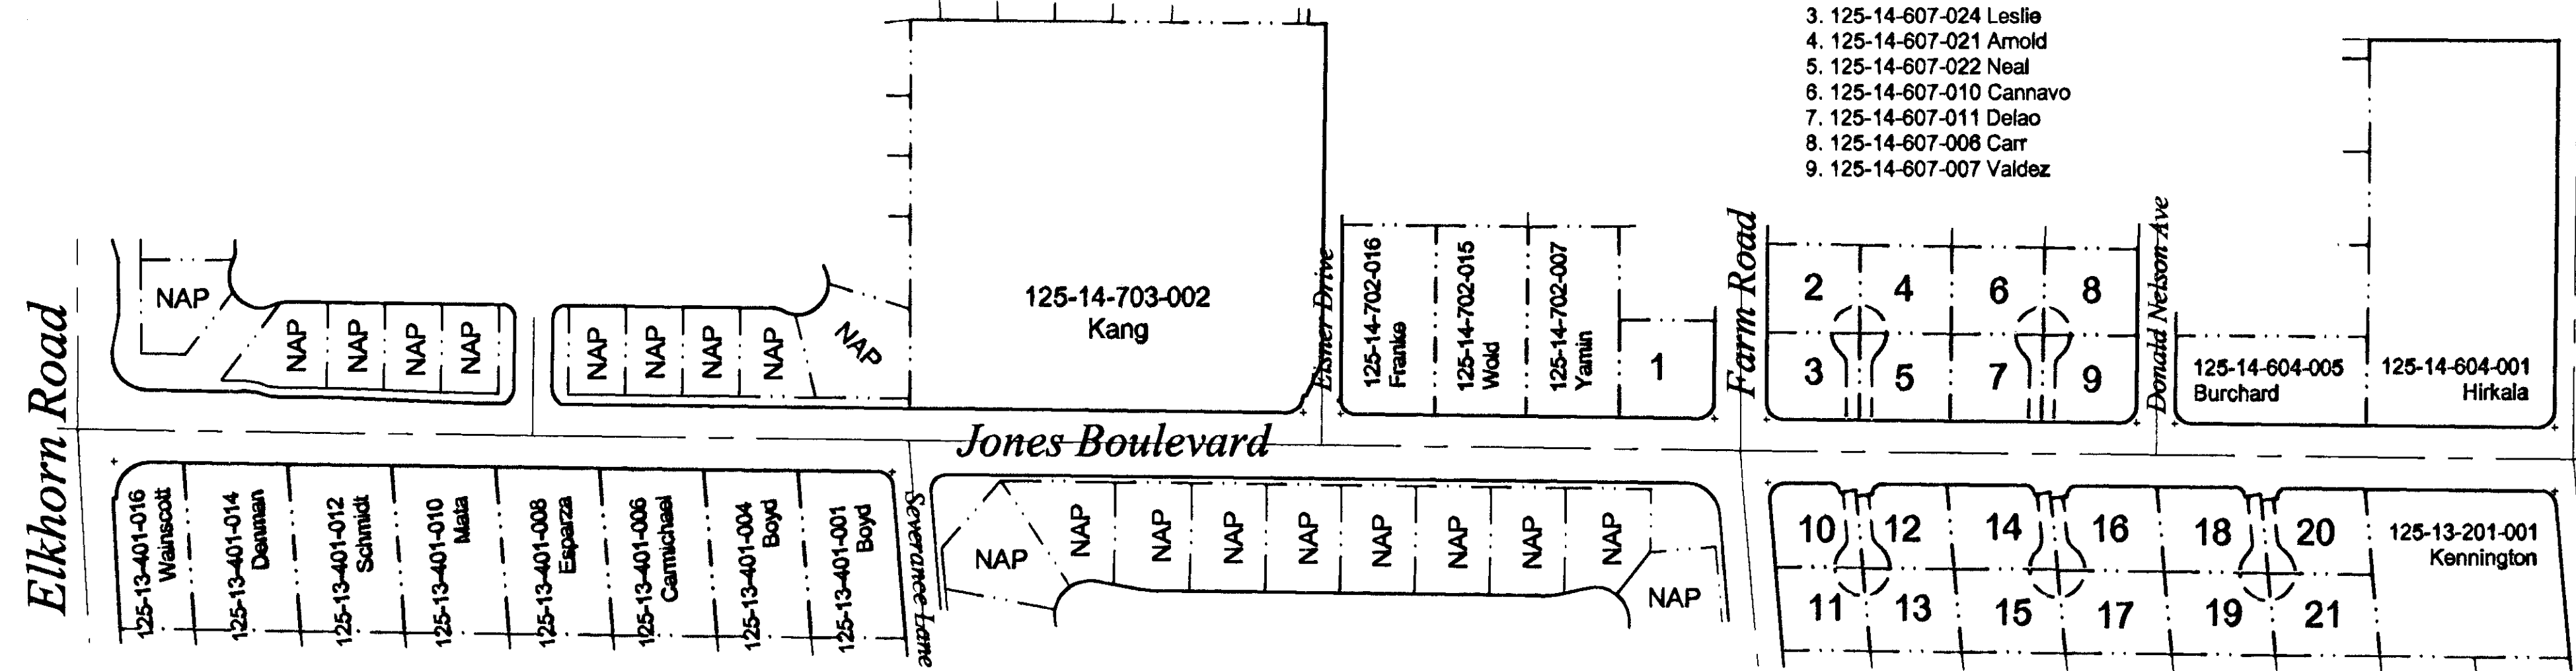 3. 125-14-607-024 Leslie
4. 125-14-607-021 Arnold
5. 125-14-607-022 Neal
6. 125-14-607-010 Cannavo
7. 125-14-607-011 Delao
8. 125-14-607-006 Carr
9. 125-14-607-007 Valdez
Elkhorn Road
NAP
NAP
NAP
NAP
NAP
NAP
NAP
NAP
NAP
NAP
125-14-703-002
Kang
Eisner Drive
125-14-702-016
Franke
125-14-702-015
Wold
125-14-702-007
Yamin
1
Farm Road
2
4
6
8
3
5
7
9
Donald Nelson Ave
125-14-604-005
Burchard
125-14-604-001
Hirkala
Jones Boulevard
125-13-401-016
Wainscott
125-13-401-014
Denman
125-13-401-012
Schmidt
125-13-401-010
Mata
125-13-401-008
Esparza
125-13-401-006
Carmichael
125-13-401-004
Boyd
125-13-401-001
Boyd
Severance Lane
NAP
NAP
NAP
NAP
NAP
NAP
NAP
NAP
NAP
NAP
10
12
14
16
18
20
11
13
15
17
19
21
125-13-201-001
Kennington